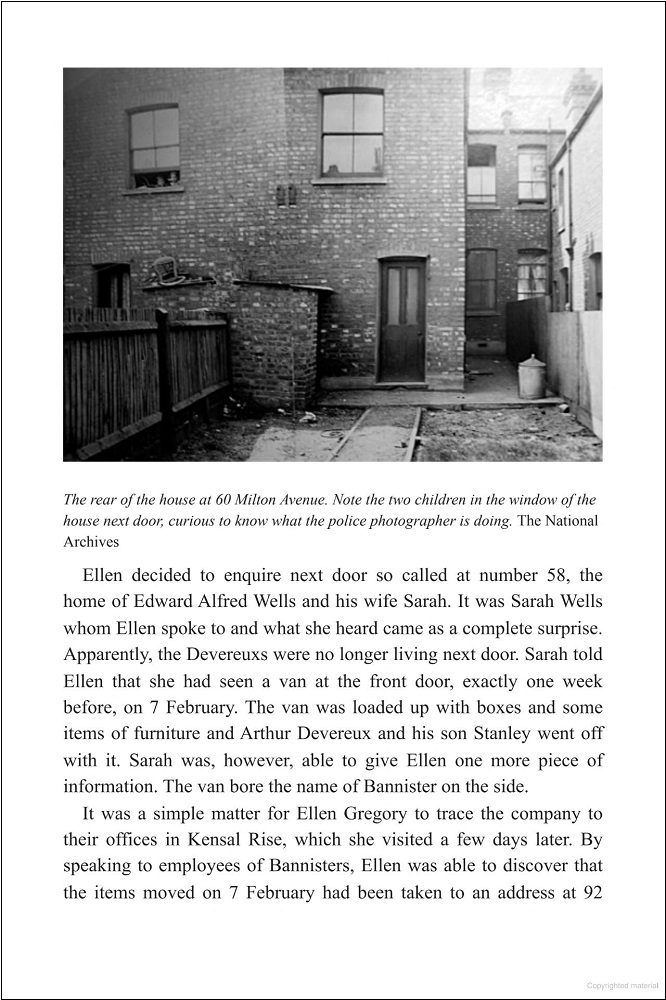 The rear of the house at 60 Milton Avenue. Note the two children in the window of the
house next door, curious to know what the police photographer is doing. The National
Archives
Ellen decided to enquire next door so called at number 58, the
home of Edward Alfred Wells and his wife Sarah. It was Sarah Wells
whom Ellen spoke to and what she heard came as a complete surprise.
Apparently, the Devereuxs were no longer living next door. Sarah told
Ellen that she had seen a van at the front door, exactly one week
before, on 7 February. The van was loaded up with boxes and some
items of furniture and Arthur Devereux and his son Stanley went off
with it. Sarah was, however, able to give Ellen one more piece of
information. The van bore the name of Bannister on the side.
It was a simple matter for Ellen Gregory to trace the company to
their offices in Kensal Rise, which she visited a few days later. By
speaking to employees of Bannisters, Ellen was able to discover that
the items moved on 7 February had been taken to an address at 92
Copyrighted material